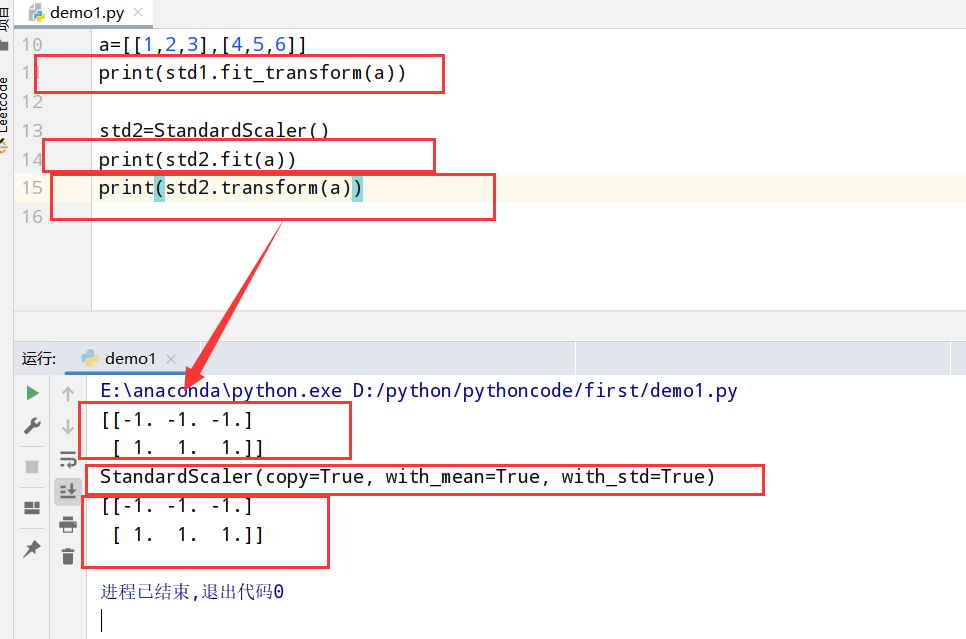 demo1.py
项目
Leetcode
10 a=[[1,2,3],[4,5,6]]
11 print(std1.fit_transform(a))
12
13 std2=StandardScaler()
14 print(std2.fit(a))
15 print(std2.transform(a))
16
运行: demo1
E:\anaconda\python.exe D:/python/pythoncode/first/demo1.py
[[-1. -1. -1.]
[ 1. 1. 1.]]
StandardScaler(copy=True, with_mean=True, with_std=True)
[[-1. -1. -1.]
[ 1. 1. 1.]]
进程已结束,退出代码0